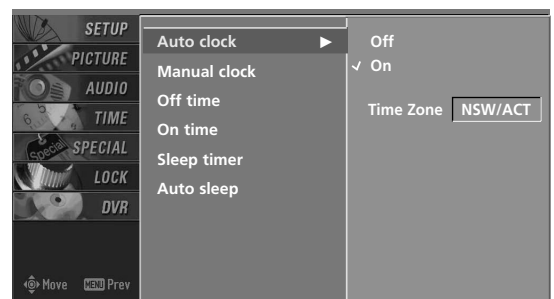 SETUP
PICTURE
AUDIO
TIME
Special
SPECIAL
LOCK
DVR
Move
MENU Prev
Auto clock
Manual clock
Off time
On time
Sleep timer
Auto sleep
Off
On
Time Zone NSW/ACT